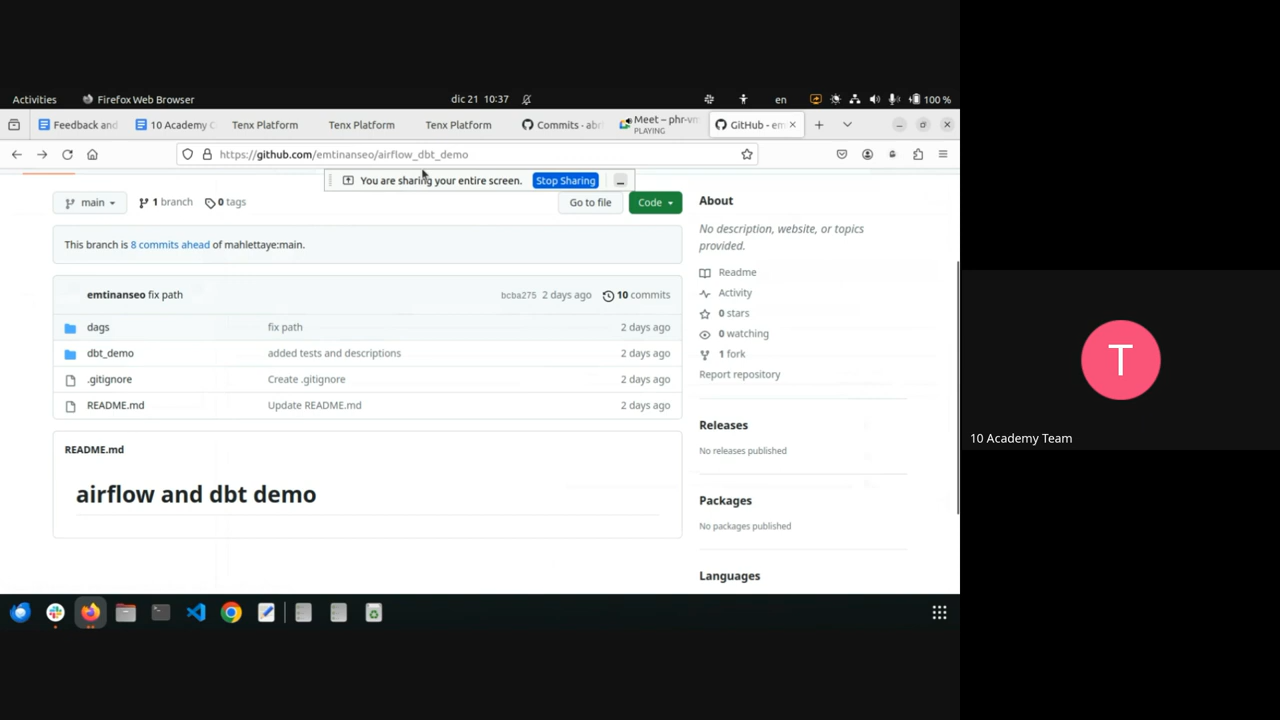 Activities
Firefox Web Browser
dic 21 10:37
en
100 %
Feedback and
10 Academy C
Tenx Platform
Tenx Platform
Tenx Platform
Commits · abr
Meet – phr-vm
PLAYING
GitHub - em
https://github.com/emtinanseo/airflow_dbt_demo
You are sharing your entire screen.
Stop Sharing
main
1 branch
0 tags
Go to file
Code
This branch is 8 commits ahead of mahlettaye:main.
emtinanseo fix path
bcba275 2 days ago
10 commits
dags fix path 2 days ago
dbt_demo added tests and descriptions 2 days ago
.gitignore Create .gitignore 2 days ago
README.md Update README.md 2 days ago
README.md
airflow and dbt demo
About
No description, website, or topics
provided.
Readme
Activity
0 stars
0 watching
1 fork
Report repository
Releases
No releases published
Packages
No packages published
Languages
T
10 Academy Team